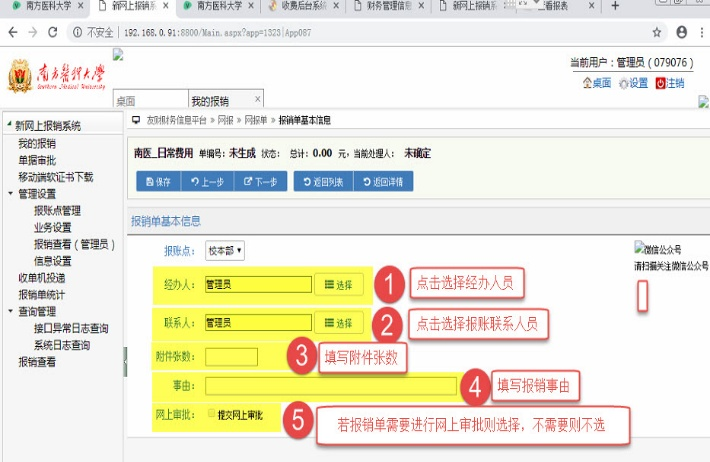 南方医科大学 ×
新网上报销系 ×
南方医科大学 ×
收费后台系统 ×
财务管理信息 ×
新网上报销系
看报表 ×
不安全 192.168.0.91:8800/Main.aspx?app=1323|App087
南方医科大学
Southern Medical University
当前用户：管理员（079076）
桌面 设置 注销
桌面 我的报销 ×
新网上报销系统
我的报销
单据审批
移动端软证书下载
管理设置
报账点管理
业务设置
报销查看（管理员）
信息设置
收单机投递
报销单统计
查询管理
接口异常日志查询
系统日志查询
报销查看
友财财务信息平台 » 网报 » 网报单 » 报销单基本信息
南医_日常费用 单编号：未生成 状态： 总计：0.00 元，当前处理人： 未确定
保存 上一步 下一步 返回列表 返回详情
报销单基本信息
报账点： 校本部
经办人： 管理员 选择
1 点击选择经办人员
联系人： 管理员 选择
2 点击选择报账联系人员
附件张数：
3 填写附件张数
事由：
4 填写报销事由
网上审批： 提交网上审批
5 若报销单需要进行网上审批则选择，不需要则不选
微信公众号
请扫描关注微信公众号